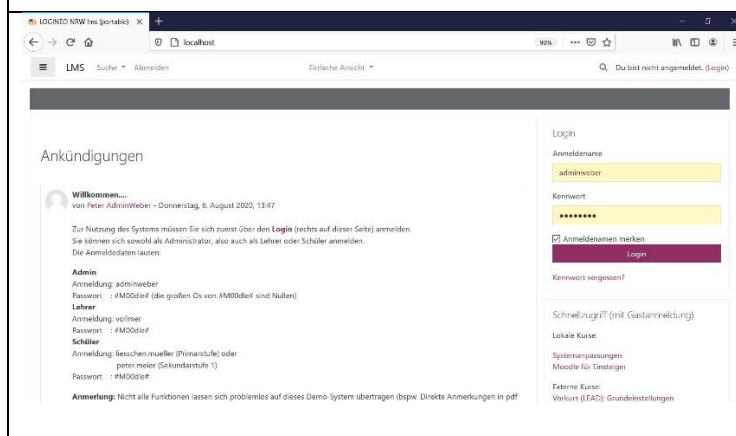 LOGINEO NRW lms (portable)
localhost
90%
LMS Suche Abmelden Einfache Ansicht Du bist nicht angemeldet. (Login)
Ankündigungen
Willkommen....
von Peter AdminWeber - Donnerstag, 6. August 2020, 13:47
Zur Nutzung des Systems müssen Sie sich zuerst über den Login (rechts auf dieser Seite) anmelden.
Sie können sich sowohl als Administrator, also auch als Lehrer oder Schüler anmelden.
Die Anmeldedaten lauten:
Admin
Anmeldung: adminweber
Passwort : #M00dle# (die großen Os von #M00dle# sind Nullen)
Lehrer
Anmeldung: vollmer
Passwort : #M00dle#
Schüler
Anmeldung: liesschen.mueller (Primarstufe) oder
peter.meier (Sekundarstufe 1)
Passwort : #M00dle#
Anmerlung: Nicht alle Funktionen lassen sich problemlos auf dieses Demo-System übertragen (bspw. Direkte Anmerkungen in pdf
Login
Anmeldename
adminweber
Kennwort
Anmeldenamen merken
Login
Kennwort vergessen?
Schnellzugriff (mit Gastanmeldung)
Lokale Kurse:
Systemanpassungen
Moodle für Einsteiger
Externe Kurse:
Vorkurs (LEAD): Grundeinstellungen